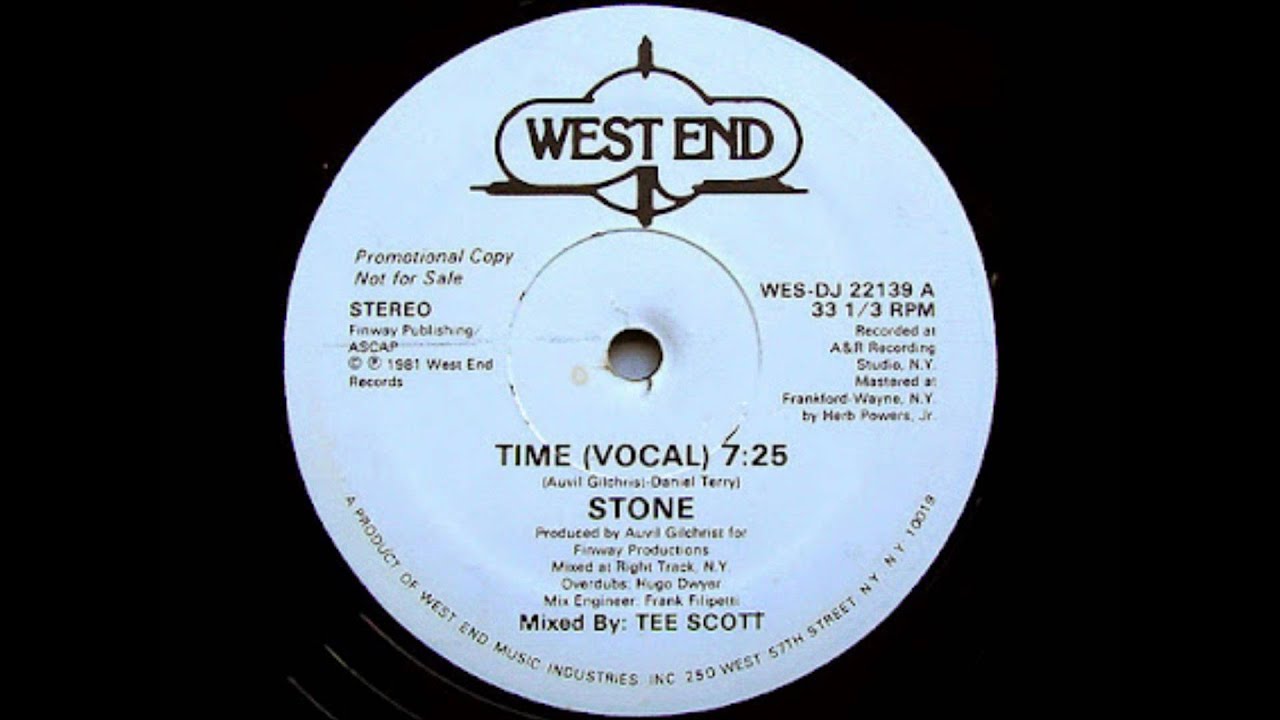 WEST END
Promotional Copy
Not for Sale
STEREO
Finway Publishing/
ASCAP
© ℗ 1981 West End
Records
WES-DJ 22139 A
33 1/3 RPM
Recorded at
A&R Recording
Studio, N.Y.
Mastered at
Frankford-Wayne, N.Y.
by Herb Powers, Jr.
TIME (VOCAL) 7:25
(Auvil Gilchrist-Daniel Terry)
STONE
Produced by Auvil Gilchrist for
Finway Productions
Mixed at Right Track, N.Y.
Overdubs: Hugo Dwyer
Mix Engineer: Frank Filipetti
Mixed By: TEE SCOTT
A PRODUCT OF WEST END MUSIC INDUSTRIES INC 250 WEST 57TH STREET NY, N.Y. 10019